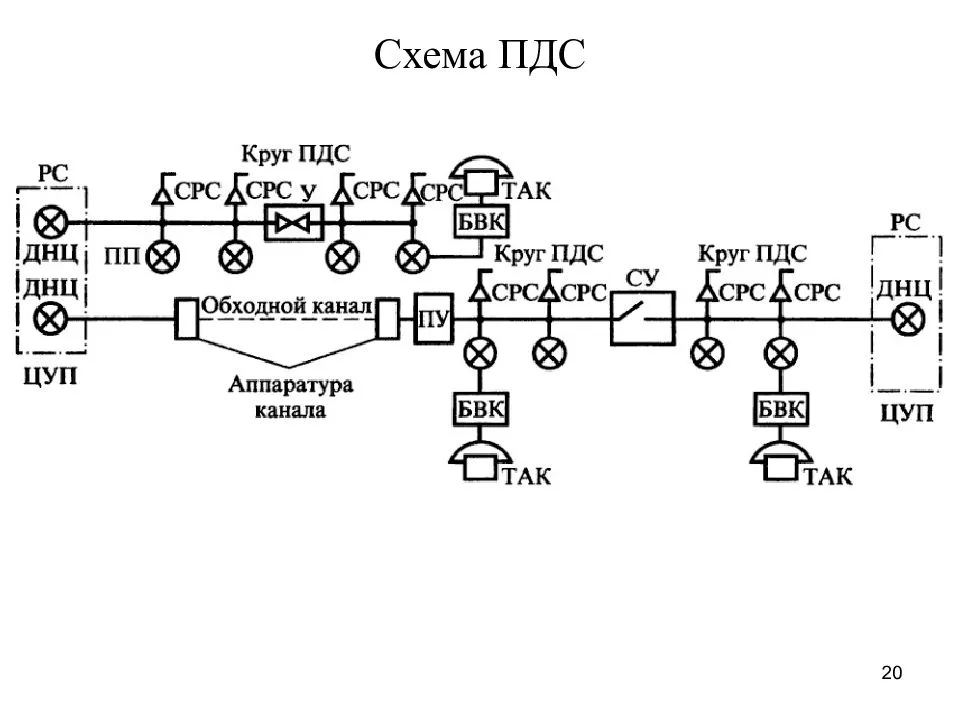 Схема ПДС
Круг ПДС
РС
СРС
СРС
У
СРС
СРС
ТАК
БВК
ДНЦ
ПП
РС
Круг ПДС
Круг ПДС
ДНЦ
Обходной канал
ПУ
СРС
СРС
СУ
СРС
СРС
ДНЦ
ЦУП
Аппаратура
канала
БВК
БВК
ЦУП
ТАК
ТАК
20